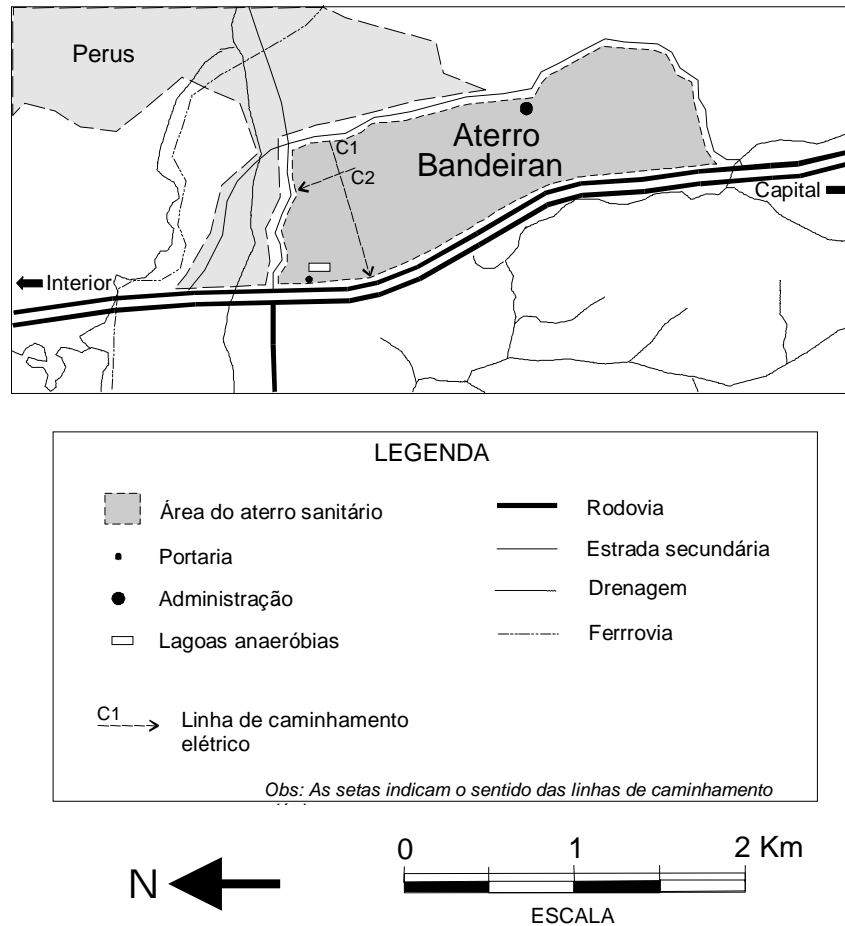 Perus
C1
Aterro
Bandeiran
C2
Capital
Interior
LEGENDA
Área do aterro sanitário
Portaria
Administração
Lagoas anaeróbias
Rodovia
Estrada secundária
Drenagem
Ferrrovia
C1
Linha de caminhamento
elétrico
Obs: As setas indicam o sentido das linhas de caminhamento
N
0 1 2 Km
ESCALA